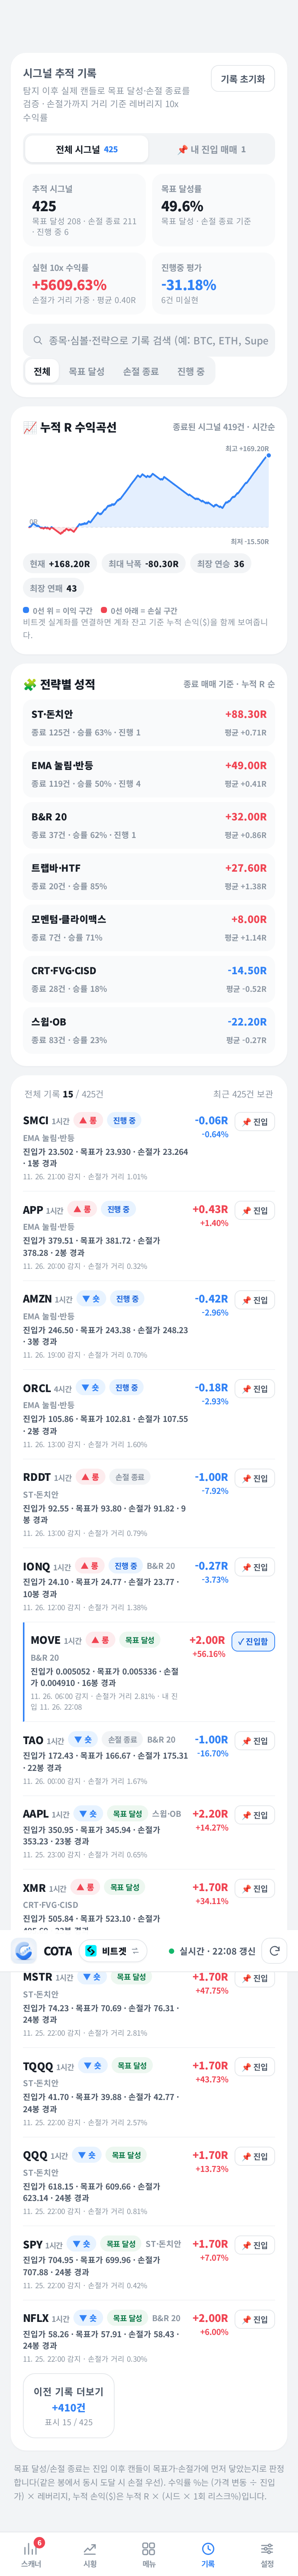 시그널 추적 기록
탐지 이후 실제 캔들로 목표 달성·손절 종료를
검증 · 손절가까지 거리 기준 레버리지 10x
수익률
기록 초기화
전체 시그널 425
📌 내 진입 매매 1
추적 시그널
425
목표 달성 208 · 손절 종료 211
· 진행 중 6
목표 달성률
49.6%
목표 달성 · 손절 종료 기준
실현 10x 수익률
+5609.63%
손절가 거리 가중 · 평균 0.40R
진행중 평가
-31.18%
6건 미실현
종목·심볼·전략으로 기록 검색 (예: BTC, ETH, Supe
전체
목표 달성
손절 종료
진행 중
📈 누적 R 수익곡선
종료된 시그널 419건 · 시간순
최고 +169.20R
0R
최저 -15.50R
현재 +168.20R
최대 낙폭 -80.30R
최장 연승 36
최장 연패 43
0선 위 = 이익 구간
0선 아래 = 손실 구간
비트겟 실계좌를 연결하면 계좌 잔고 기준 누적 손익($)을 함께 보여줍니
다.
🧩 전략별 성적
종료 매매 기준 · 누적 R 순
ST·돈치안
+88.30R
종료 125건 · 승률 63% · 진행 1
평균 +0.71R
EMA 눌림·반등
+49.00R
종료 119건 · 승률 50% · 진행 4
평균 +0.41R
B&R 20
+32.00R
종료 37건 · 승률 62% · 진행 1
평균 +0.86R
트랩바·HTF
+27.60R
종료 20건 · 승률 85%
평균 +1.38R
모멘텀·클라이맥스
+8.00R
종료 7건 · 승률 71%
평균 +1.14R
CRT·FVG·CISD
-14.50R
종료 28건 · 승률 18%
평균 -0.52R
스윕·OB
-22.20R
종료 83건 · 승률 23%
평균 -0.27R
전체 기록 15 / 425건
최근 425건 보관
SMCI 1시간 ▲ 롱 진행 중
-0.06R
📌 진입
EMA 눌림·반등
-0.64%
진입가 23.502 · 목표가 23.930 · 손절가 23.264
· 1봉 경과
11. 26. 21:00 감지 · 손절가 거리 1.01%
APP 1시간 ▲ 롱 진행 중
+0.43R
📌 진입
EMA 눌림·반등
+1.40%
진입가 379.51 · 목표가 381.72 · 손절가
378.28 · 2봉 경과
11. 26. 20:00 감지 · 손절가 거리 0.32%
AMZN 1시간 ▼ 숏 진행 중
-0.42R
📌 진입
EMA 눌림·반등
-2.96%
진입가 246.50 · 목표가 243.38 · 손절가 248.23
· 3봉 경과
11. 26. 19:00 감지 · 손절가 거리 0.70%
ORCL 4시간 ▼ 숏 진행 중
-0.18R
📌 진입
EMA 눌림·반등
-2.93%
진입가 105.86 · 목표가 102.81 · 손절가 107.55
· 2봉 경과
11. 26. 13:00 감지 · 손절가 거리 1.60%
RDDT 1시간 ▲ 롱 손절 종료
-1.00R
📌 진입
ST·돈치안
-7.92%
진입가 92.55 · 목표가 93.80 · 손절가 91.82 · 9
봉 경과
11. 26. 13:00 감지 · 손절가 거리 0.79%
IONQ 1시간 ▲ 롱 진행 중 B&R 20
-0.27R
📌 진입
-3.73%
진입가 24.10 · 목표가 24.77 · 손절가 23.77 ·
10봉 경과
11. 26. 12:00 감지 · 손절가 거리 1.38%
MOVE 1시간 ▲ 롱 목표 달성
+2.00R
✓ 진입함
B&R 20
+56.16%
진입가 0.005052 · 목표가 0.005336 · 손절
가 0.004910 · 16봉 경과
11. 26. 06:00 감지 · 손절가 거리 2.81% · 내 진
입 11. 26. 22:08
TAO 1시간 ▼ 숏 손절 종료 B&R 20
-1.00R
📌 진입
-16.70%
진입가 172.43 · 목표가 166.67 · 손절가 175.31
· 22봉 경과
11. 26. 00:00 감지 · 손절가 거리 1.67%
AAPL 1시간 ▼ 숏 목표 달성 스윕·OB
+2.20R
📌 진입
+14.27%
진입가 350.95 · 목표가 345.94 · 손절가
353.23 · 23봉 경과
11. 25. 23:00 감지 · 손절가 거리 0.65%
XMR 1시간 ▲ 롱 목표 달성
+1.70R
📌 진입
CRT·FVG·CISD
+34.11%
진입가 505.84 · 목표가 523.10 · 손절가
COTA
비트겟
실시간 · 22:08 갱신
MSTR 1시간 ▼ 숏 목표 달성
+1.70R
📌 진입
ST·돈치안
+47.75%
진입가 74.23 · 목표가 70.69 · 손절가 76.31 ·
24봉 경과
11. 25. 22:00 감지 · 손절가 거리 2.81%
TQQQ 1시간 ▼ 숏 목표 달성
+1.70R
📌 진입
ST·돈치안
+43.73%
진입가 41.70 · 목표가 39.88 · 손절가 42.77 ·
24봉 경과
11. 25. 22:00 감지 · 손절가 거리 2.57%
QQQ 1시간 ▼ 숏 목표 달성
+1.70R
📌 진입
ST·돈치안
+13.73%
진입가 618.15 · 목표가 609.66 · 손절가
623.14 · 24봉 경과
11. 25. 22:00 감지 · 손절가 거리 0.81%
SPY 1시간 ▼ 숏 목표 달성 ST·돈치안
+1.70R
📌 진입
+7.07%
진입가 704.95 · 목표가 699.96 · 손절가
707.88 · 24봉 경과
11. 25. 22:00 감지 · 손절가 거리 0.42%
NFLX 1시간 ▼ 숏 목표 달성 B&R 20
+2.00R
📌 진입
+6.00%
진입가 58.26 · 목표가 57.91 · 손절가 58.43 ·
24봉 경과
11. 25. 22:00 감지 · 손절가 거리 0.30%
이전 기록 더보기
+410건
표시 15 / 425
목표 달성/손절 종료는 진입 이후 캔들이 목표가·손절가에 먼저 닿았는지로 판정
합니다(같은 봉에서 동시 도달 시 손절 우선). 수익률 %는 (가격 변동 ÷ 진입
가) × 레버리지, 누적 손익($)은 누적 R × (시드 × 1회 리스크%)입니다.
6
스캐너
시황
메뉴
기록
설정